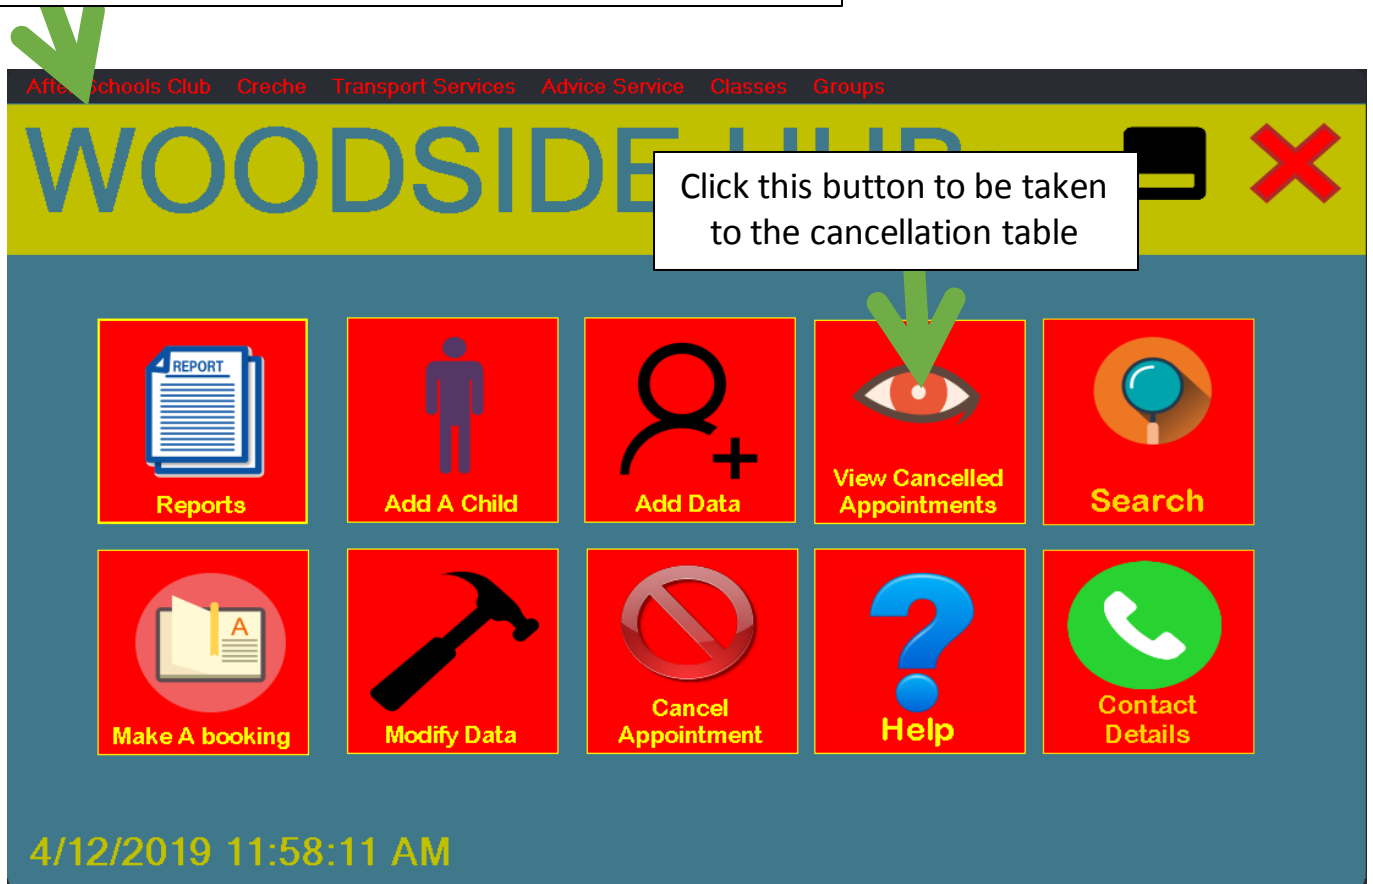 After Schools Club Creche Transport Services Advice Service Classes Groups
WOODSIDE HUB
Click this button to be taken
to the cancellation table
REPORT
Reports
Add A Child
Add Data
View Cancelled
Appointments
Search
A
Make A booking
Modify Data
Cancel
Appointment
Help
Contact
Details
4/12/2019 11:58:11 AM